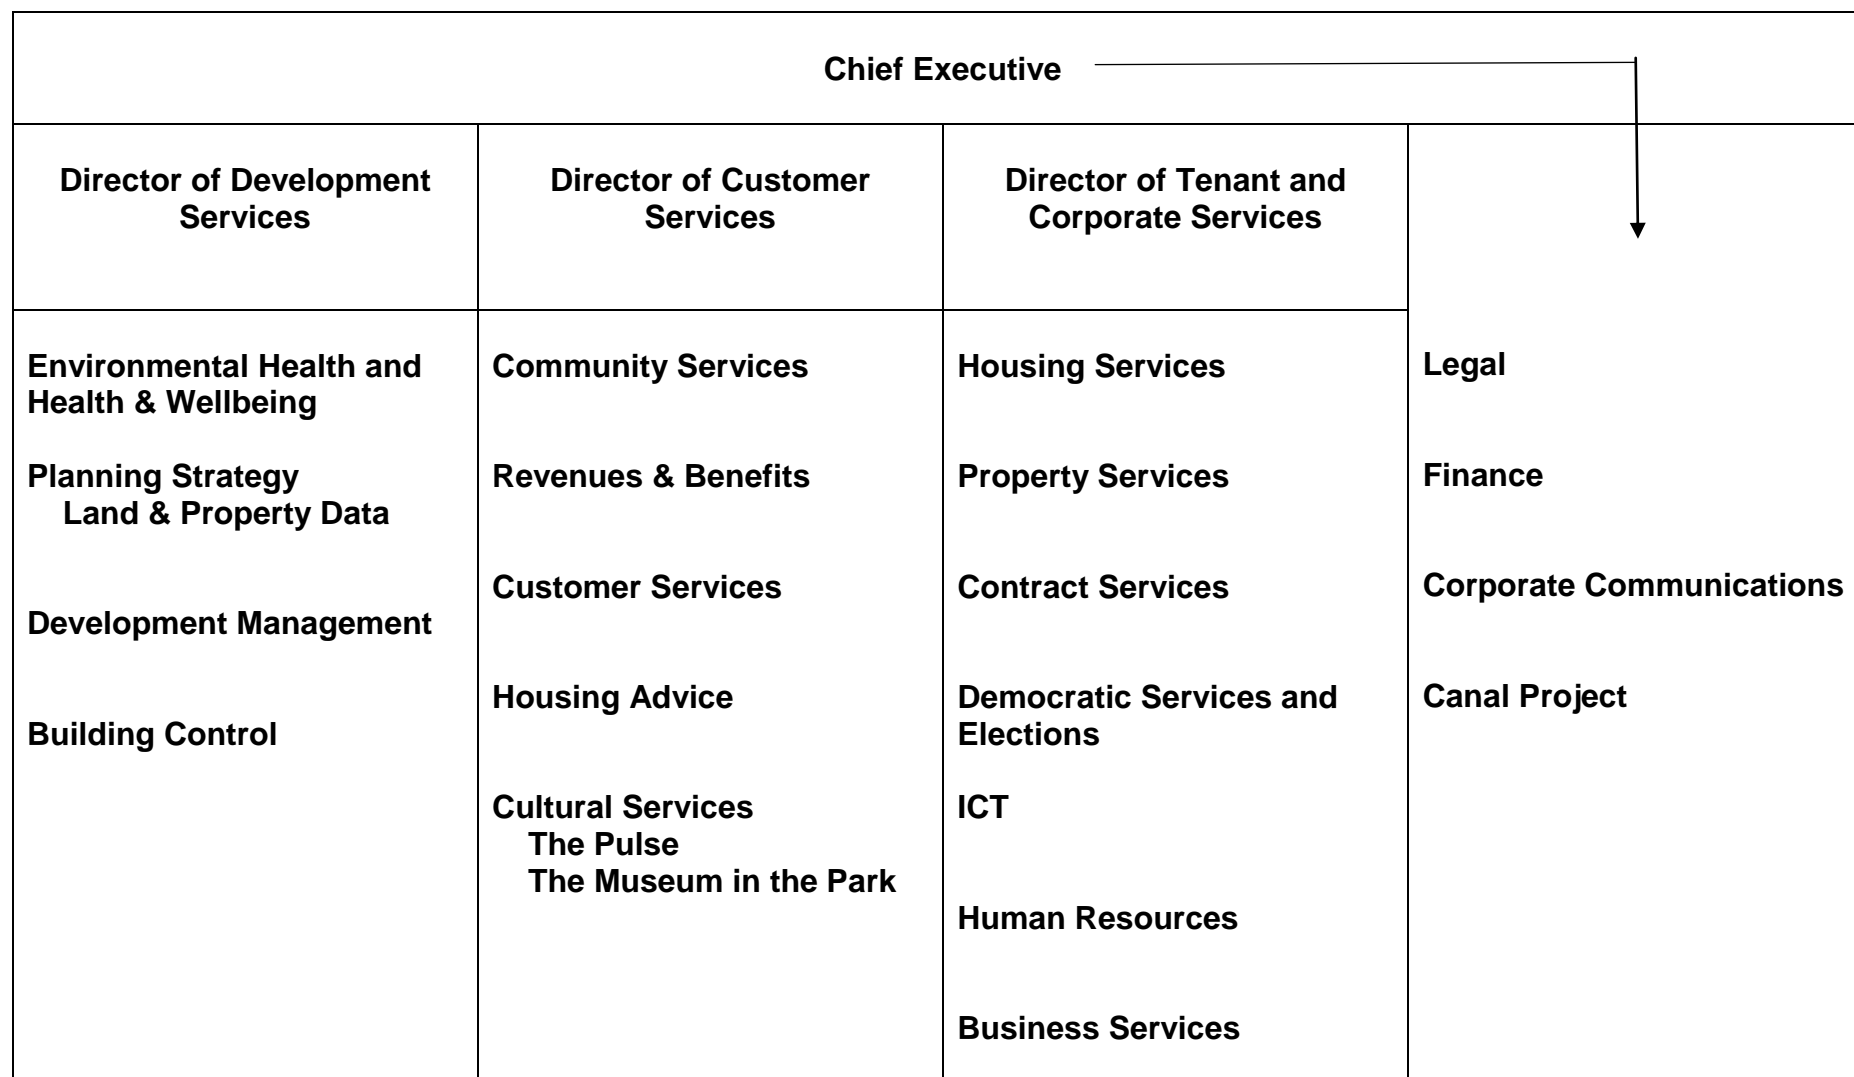 Chief Executive
Director of Development
Services
Director of Customer
Services
Director of Tenant and
Corporate Services
Environmental Health and
Health & Wellbeing
Planning Strategy
Land & Property Data
Development Management
Building Control
Community Services
Revenues & Benefits
Customer Services
Housing Advice
Cultural Services
The Pulse
The Museum in the Park
Housing Services
Property Services
Contract Services
Democratic Services and
Elections
ICT
Human Resources
Business Services
Legal
Finance
Corporate Communications
Canal Project